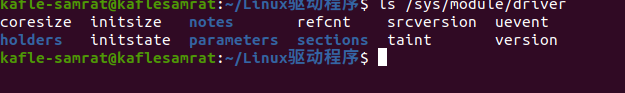 kafle-samrat@kaflesamrat:~/Linux驱动程序$ ls /sys/module/driver
coresize initsize notes refcnt srcversion uevent
holders initstate parameters sections taint version
kafle-samrat@kaflesamrat:~/Linux驱动程序$